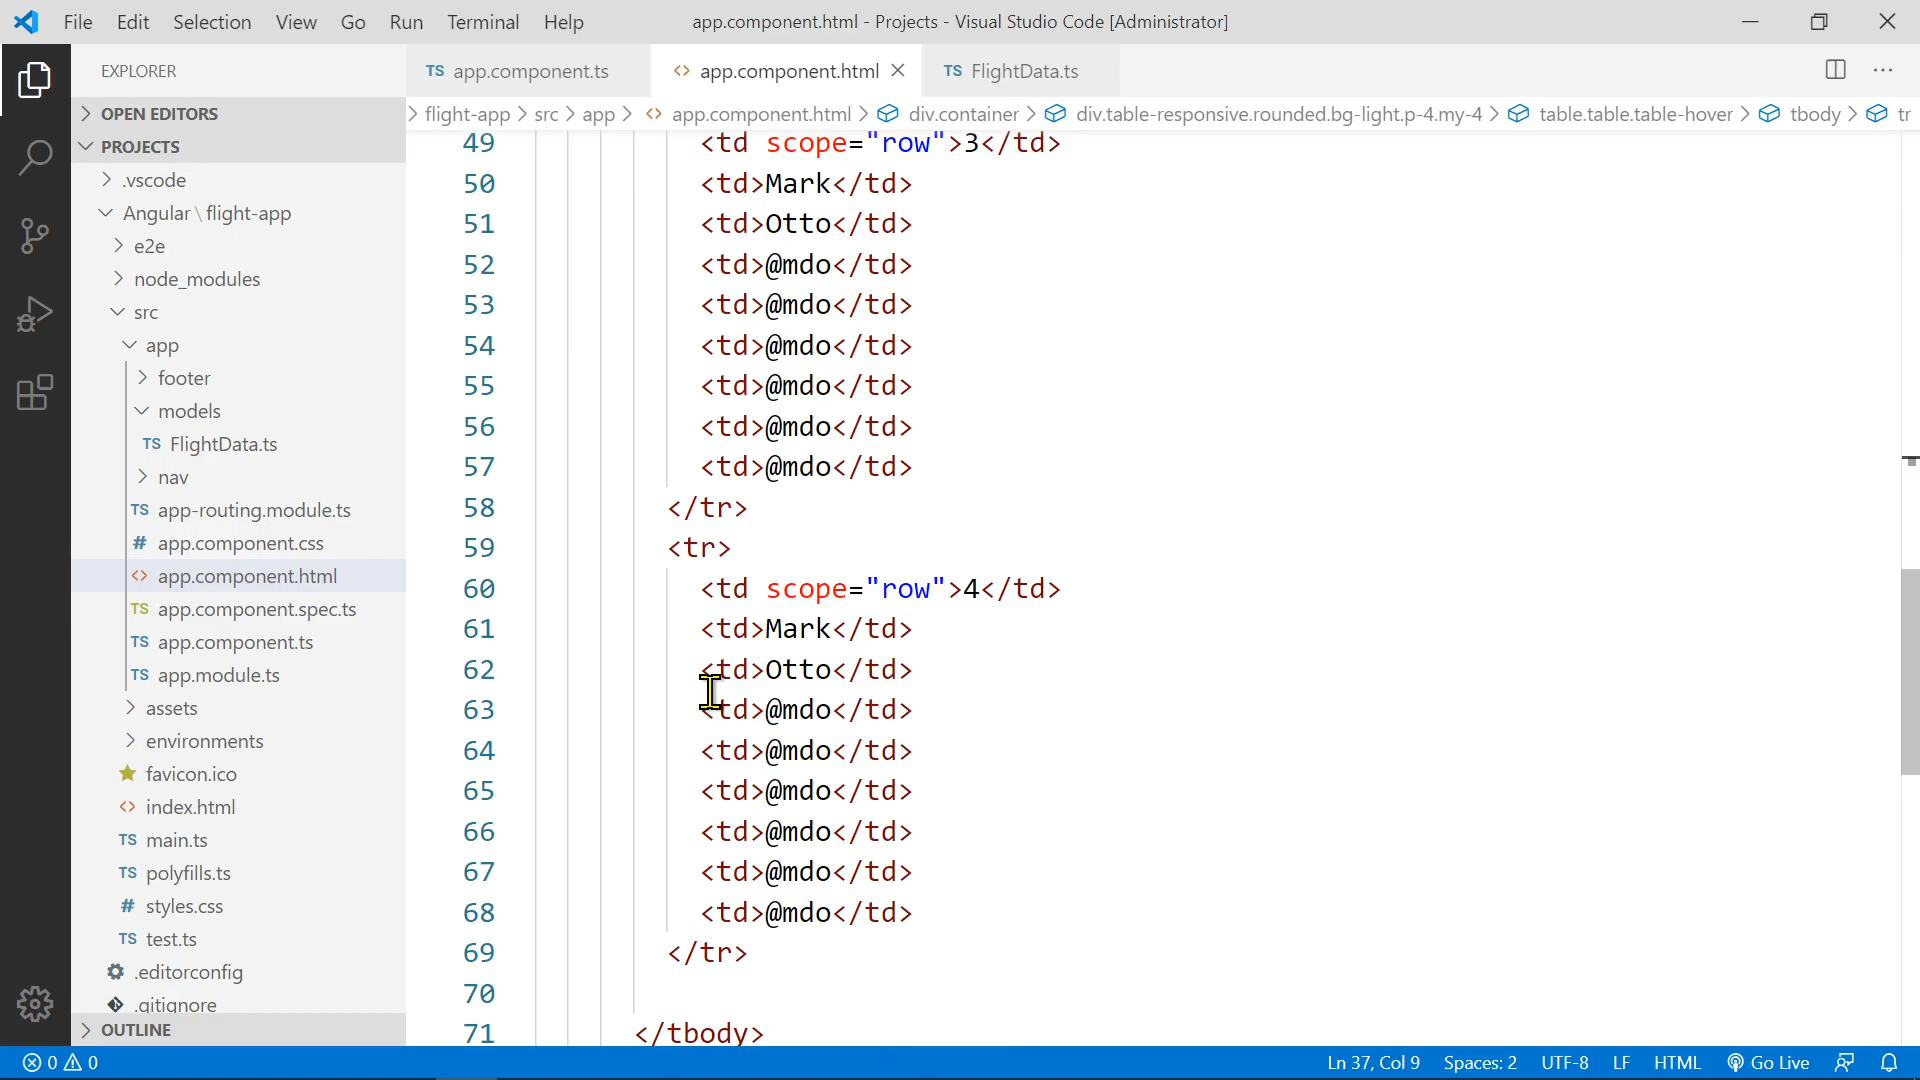 File Edit Selection View Go Run Terminal Help app.component.html - Projects - Visual Studio Code [Administrator]
EXPLORER
OPEN EDITORS
PROJECTS
.vscode
Angular \ flight-app
e2e
node_modules
src
app
footer
models
TS FlightData.ts
nav
TS app-routing.module.ts
# app.component.css
<> app.component.html
TS app.component.spec.ts
TS app.component.ts
TS app.module.ts
assets
environments
favicon.ico
<> index.html
TS main.ts
TS polyfills.ts
# styles.css
TS test.ts
.editorconfig
.gitignore
OUTLINE
TS app.component.ts <> app.component.html TS FlightData.ts
> flight-app > src > app > <> app.component.html > div.container > div.table-responsive.rounded.bg-light.p-4.my-4 > table.table.table-hover > tbody > tr
49 <td scope="row">3</td>
50 <td>Mark</td>
51 <td>Otto</td>
52 <td>@mdo</td>
53 <td>@mdo</td>
54 <td>@mdo</td>
55 <td>@mdo</td>
56 <td>@mdo</td>
57 <td>@mdo</td>
58 </tr>
59 <tr>
60 <td scope="row">4</td>
61 <td>Mark</td>
62 <td>Otto</td>
63 <td>@mdo</td>
64 <td>@mdo</td>
65 <td>@mdo</td>
66 <td>@mdo</td>
67 <td>@mdo</td>
68 <td>@mdo</td>
69 </tr>
70
71 </tbody>
0 0 Ln 37, Col 9 Spaces: 2 UTF-8 LF HTML Go Live